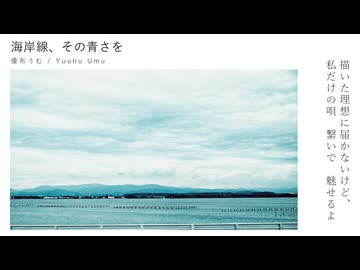 海岸線、その青さを
優布うむ / Yuuhu Umu
描いた理想に届かないけど、
私だけの唄　繋いで　魅せるよ